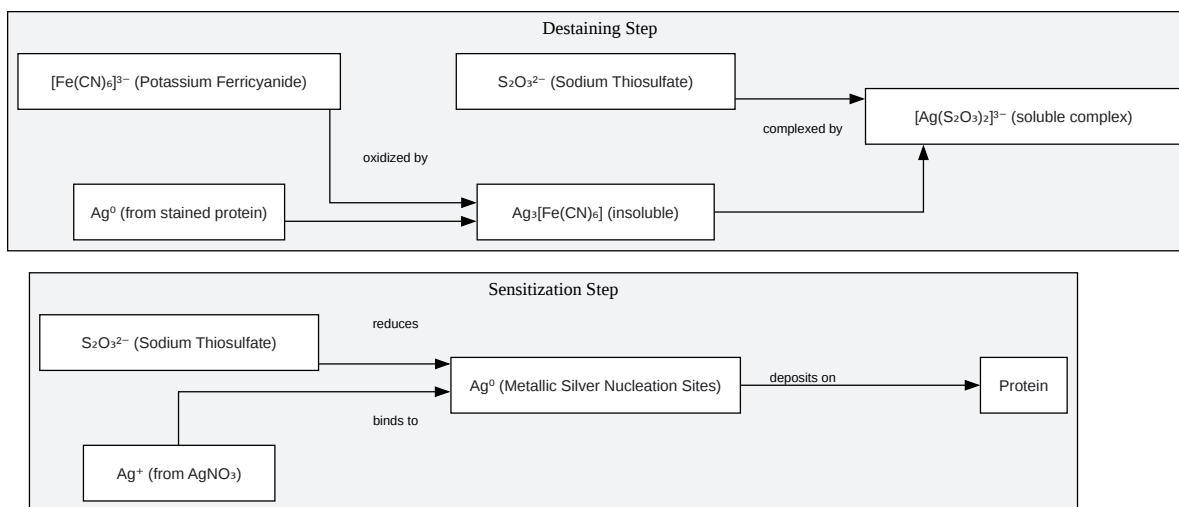 Destaining Step
[Fe(CN)₆]³⁻ (Potassium Ferricyanide)
S₂O₃²⁻ (Sodium Thiosulfate)
[Ag(S₂O₃)₂]³⁻ (soluble complex)
complexed by
oxidized by
Ag⁰ (from stained protein)
Ag₃[Fe(CN)₆] (insoluble)
Sensitization Step
reduces
S₂O₃²⁻ (Sodium Thiosulfate)
Ag⁰ (Metallic Silver Nucleation Sites)
deposits on
Protein
binds to
Ag⁺ (from AgNO₃)